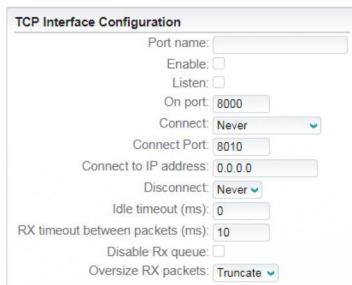 TCP Interface Configuration
Port name:
Enable:
Listen:
On port: 8000
Connect: Never
Connect Port: 8010
Connect to IP address: 0.0.0.0
Disconnect: Never
Idle timeout (ms): 0
RX timeout between packets (ms): 10
Disable Rx queue:
Oversize RX packets: Truncate